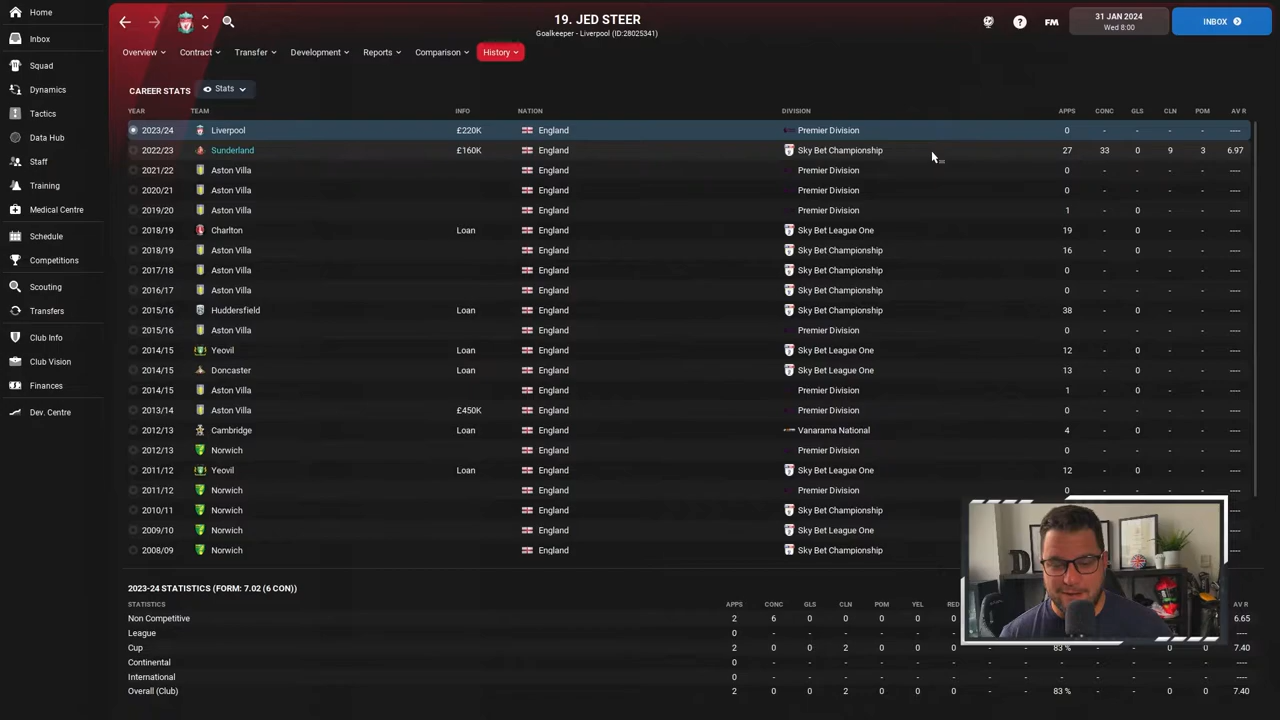 Home
19. JED STEER
Goalkeeper - Liverpool (ID:28025341)
FM
31 JAN 2024
Wed 8:00
INBOX
Inbox
Squad
Dynamics
Tactics
Data Hub
Staff
Training
Medical Centre
Schedule
Competitions
Scouting
Transfers
Club Info
Club Vision
Finances
Dev. Centre
Overview Contract Transfer Development Reports Comparison History
CAREER STATS Stats
YEAR TEAM INFO NATION DIVISION APPS CONC GLS CLN POM AV R
2023/24 Liverpool £220K England Premier Division 0 - - - - ----
2022/23 Sunderland £160K England Sky Bet Championship 27 33 0 9 3 6.97
2021/22 Aston Villa England Premier Division 0 - - - - ----
2020/21 Aston Villa England Premier Division 0 - - - - ----
2019/20 Aston Villa England Premier Division 1 - 0 - - ----
2018/19 Charlton Loan England Sky Bet League One 19 - 0 - - ----
2018/19 Aston Villa England Sky Bet Championship 16 - 0 - - ----
2017/18 Aston Villa England Sky Bet Championship 0 - - - - ----
2016/17 Aston Villa England Sky Bet Championship 0 - - - - ----
2015/16 Huddersfield Loan England Sky Bet Championship 38 - 0 - - ----
2015/16 Aston Villa England Premier Division 0 - - - - ----
2014/15 Yeovil Loan England Sky Bet League One 12 - 0 - - ----
2014/15 Doncaster Loan England Sky Bet League One 13 - 0 - - ----
2014/15 Aston Villa England Premier Division 1 - 0 - - ----
2013/14 Aston Villa £450K England Premier Division 0 - - - - ----
2012/13 Cambridge Loan England Vanarama National 4 - 0 - - ----
2012/13 Norwich England Premier Division 0 - - - - ----
2011/12 Yeovil Loan England Sky Bet League One 12 - 0 - - ----
2011/12 Norwich England Premier Division 0 - - - - ----
2010/11 Norwich England Sky Bet Championship
2009/10 Norwich England Sky Bet League One
2008/09 Norwich England Sky Bet Championship
2023-24 STATISTICS (FORM: 7.02 (6 CON))
STATISTICS APPS CONC GLS CLN POM YEL RED AV R
Non Competitive 2 6 0 0 0 0 0 6.65
League 0 - - - - - - ----
Cup 2 0 0 2 0 0 0 - - 83 % - - 0 0 7.40
Continental 0 - - - - - - - - - - - - - ----
International 0 - - - - - - - - - - - - - ----
Overall (Club) 2 0 0 2 0 0 0 - - 83 % - - 0 0 7.40